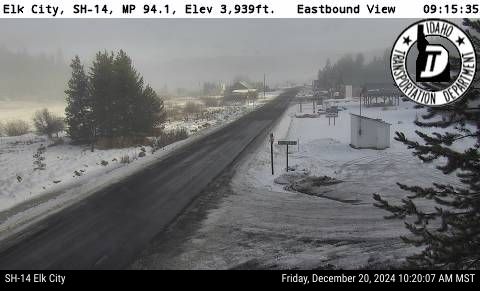 Elk City, SH-14, MP 94.1, Elev 3,939ft. Eastbound View 09:15:35
IDAHO
TRANSPORTATION DEPARTMENT
SH-14 Elk City Friday, December 20, 2024 10:20:07 AM MST